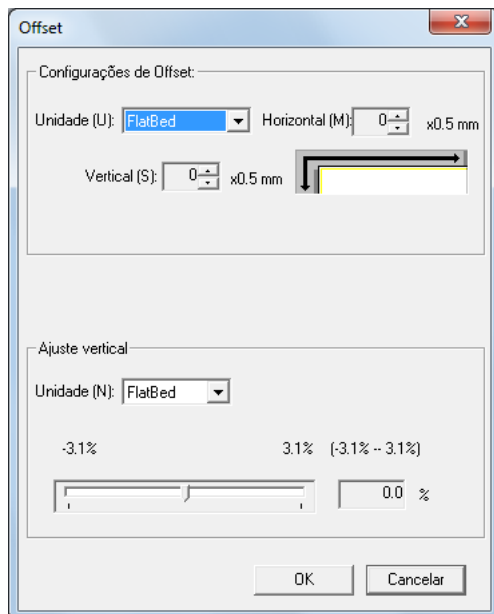 Offset
Configurações de Offset:
Unidade (U): FlatBed Horizontal (M): 0 x0.5 mm
Vertical (S): 0 x0.5 mm
Ajuste vertical
Unidade (N): FlatBed
-3.1% 3.1% (-3.1% -- 3.1%)
0.0 %
OK Cancelar